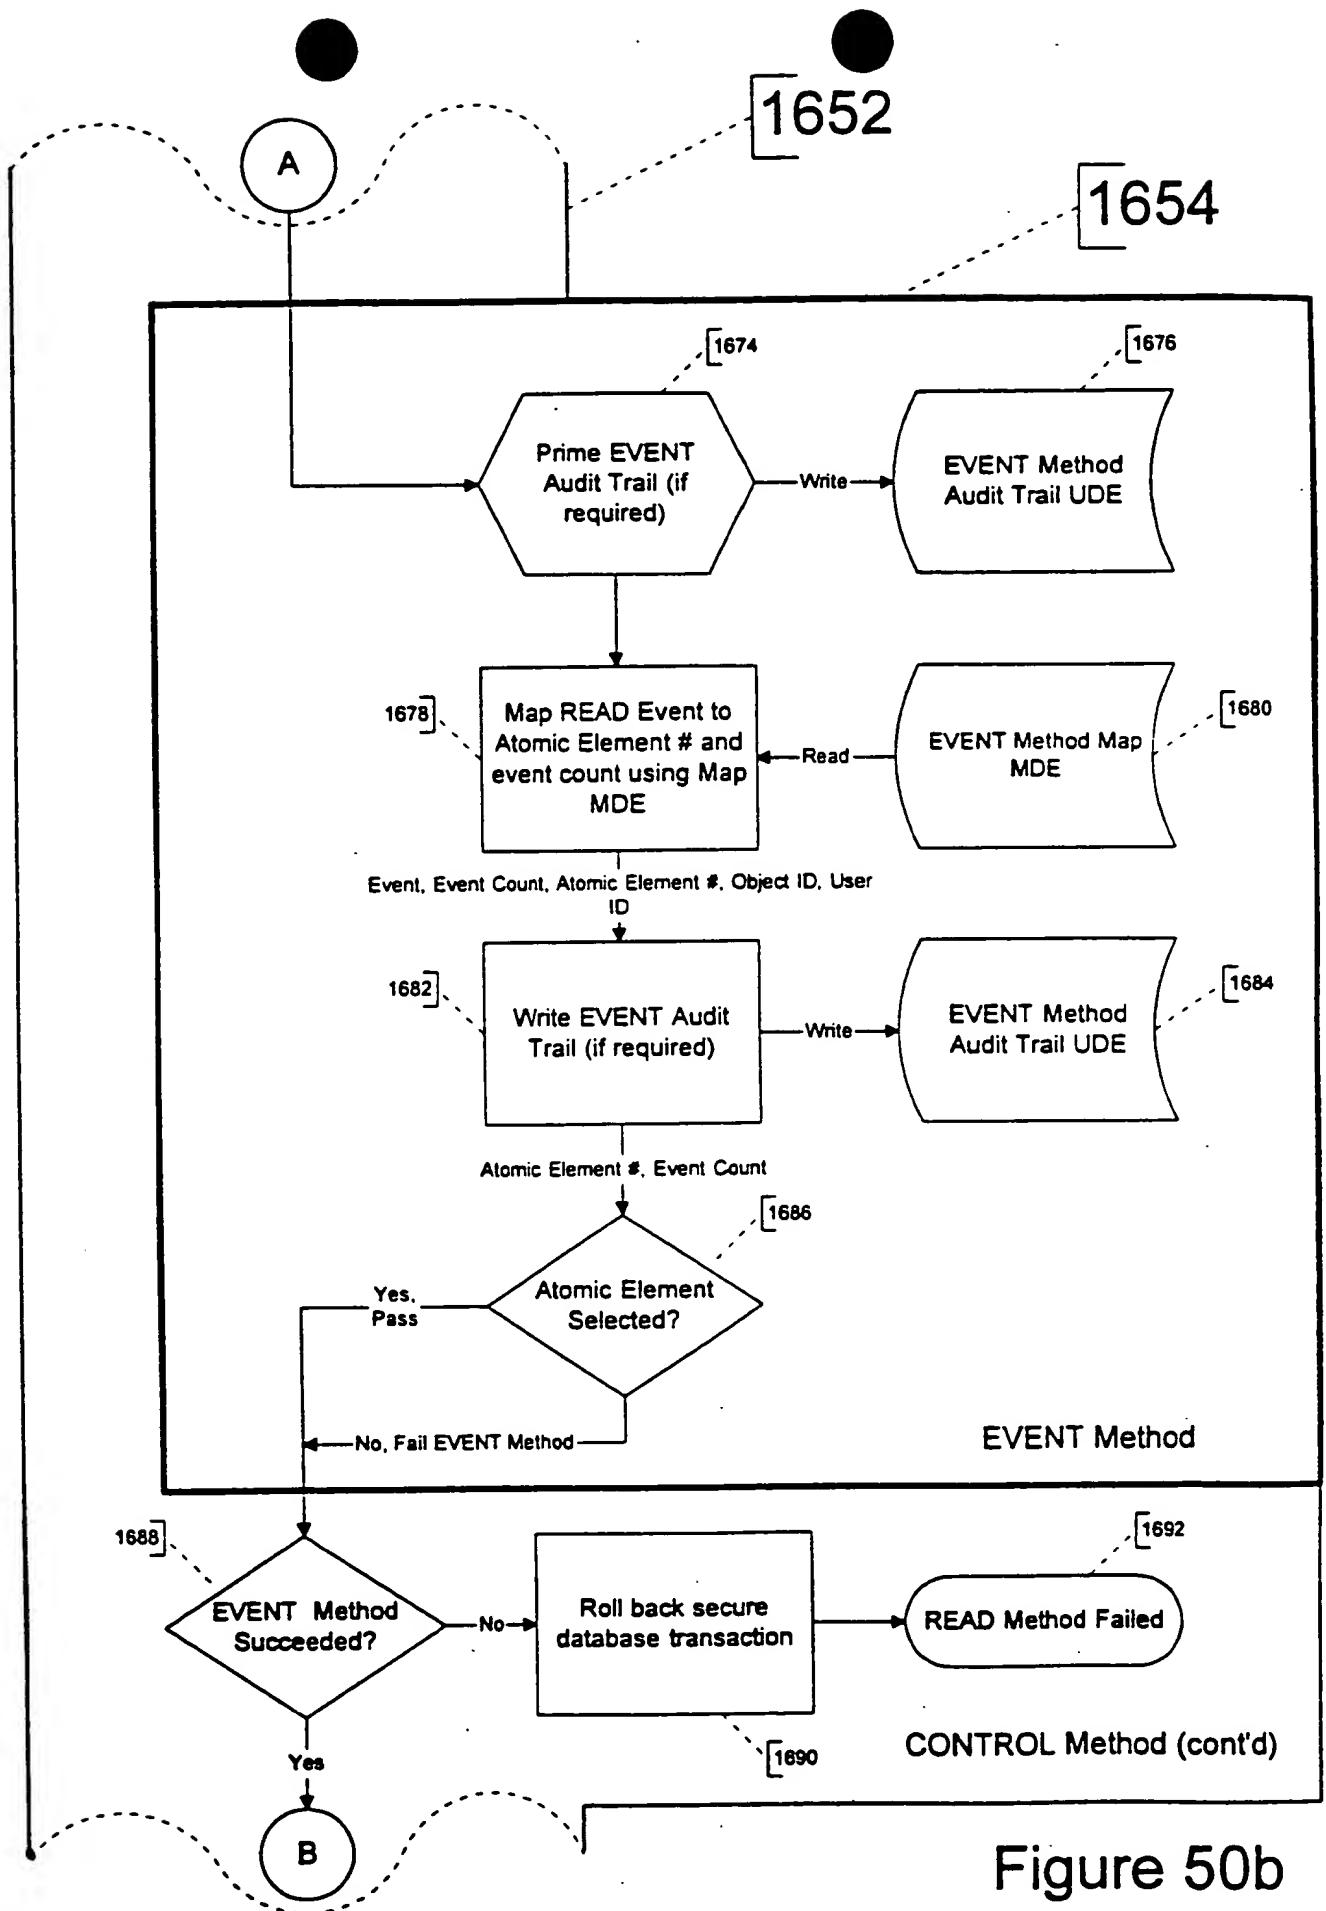 1652
A
1654
1674
1676
Prime EVENT
Audit Trail (if
required)
Write
EVENT Method
Audit Trail UDE
1678
Map READ Event to
Atomic Element # and
event count using Map
MDE
Read
EVENT Method Map
MDE
1680
Event, Event Count, Atomic Element #, Object ID, User
ID
1682
Write EVENT Audit
Trail (if required)
Write
EVENT Method
Audit Trail UDE
1684
Atomic Element #, Event Count
1686
Atomic Element
Selected?
Yes,
Pass
No, Fail EVENT Method
EVENT Method
1688
EVENT Method
Succeeded?
No
Roll back secure
database transaction
1690
1692
READ Method Failed
CONTROL Method (cont'd)
Yes
B
Figure 50b